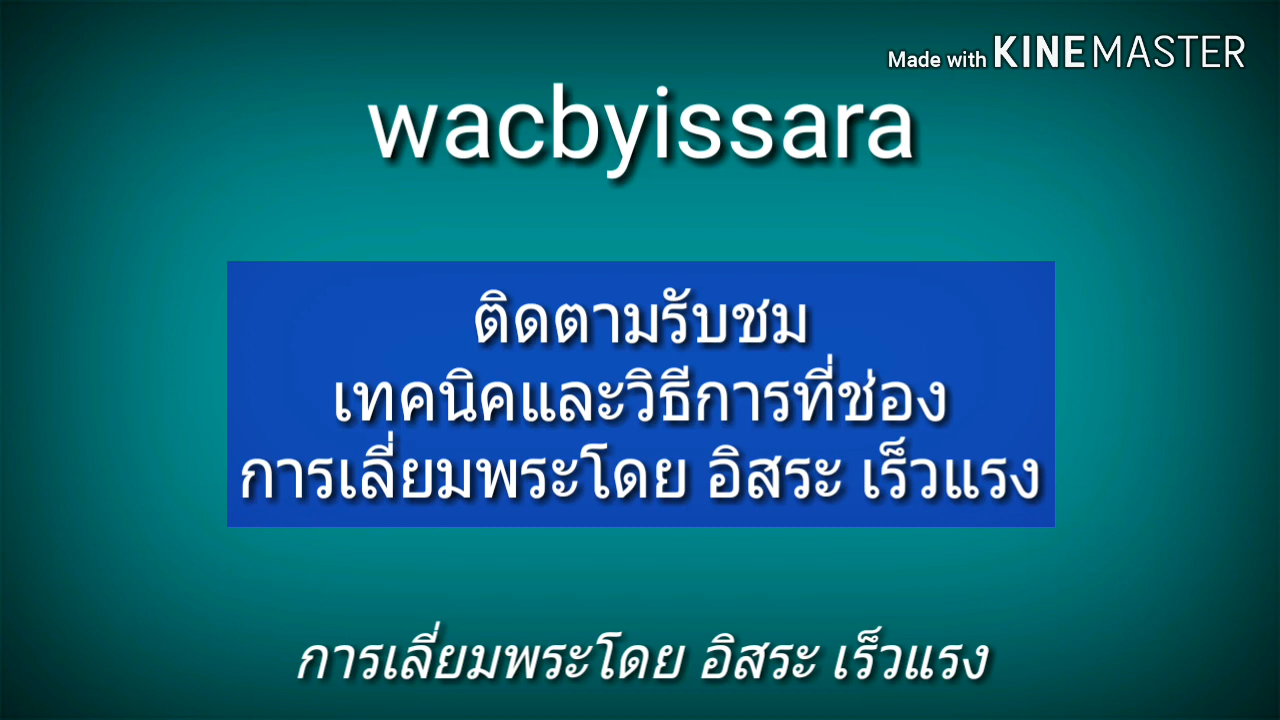 Made with KINEMASTER
wacbyissara
ติดตามรับชม
เทคนิคและวิธีการที่ช่อง
การเลี่ยมพระโดย อิสระ เร็วแรง
การเลี่ยมพระโดย อิสระ เร็วแรง